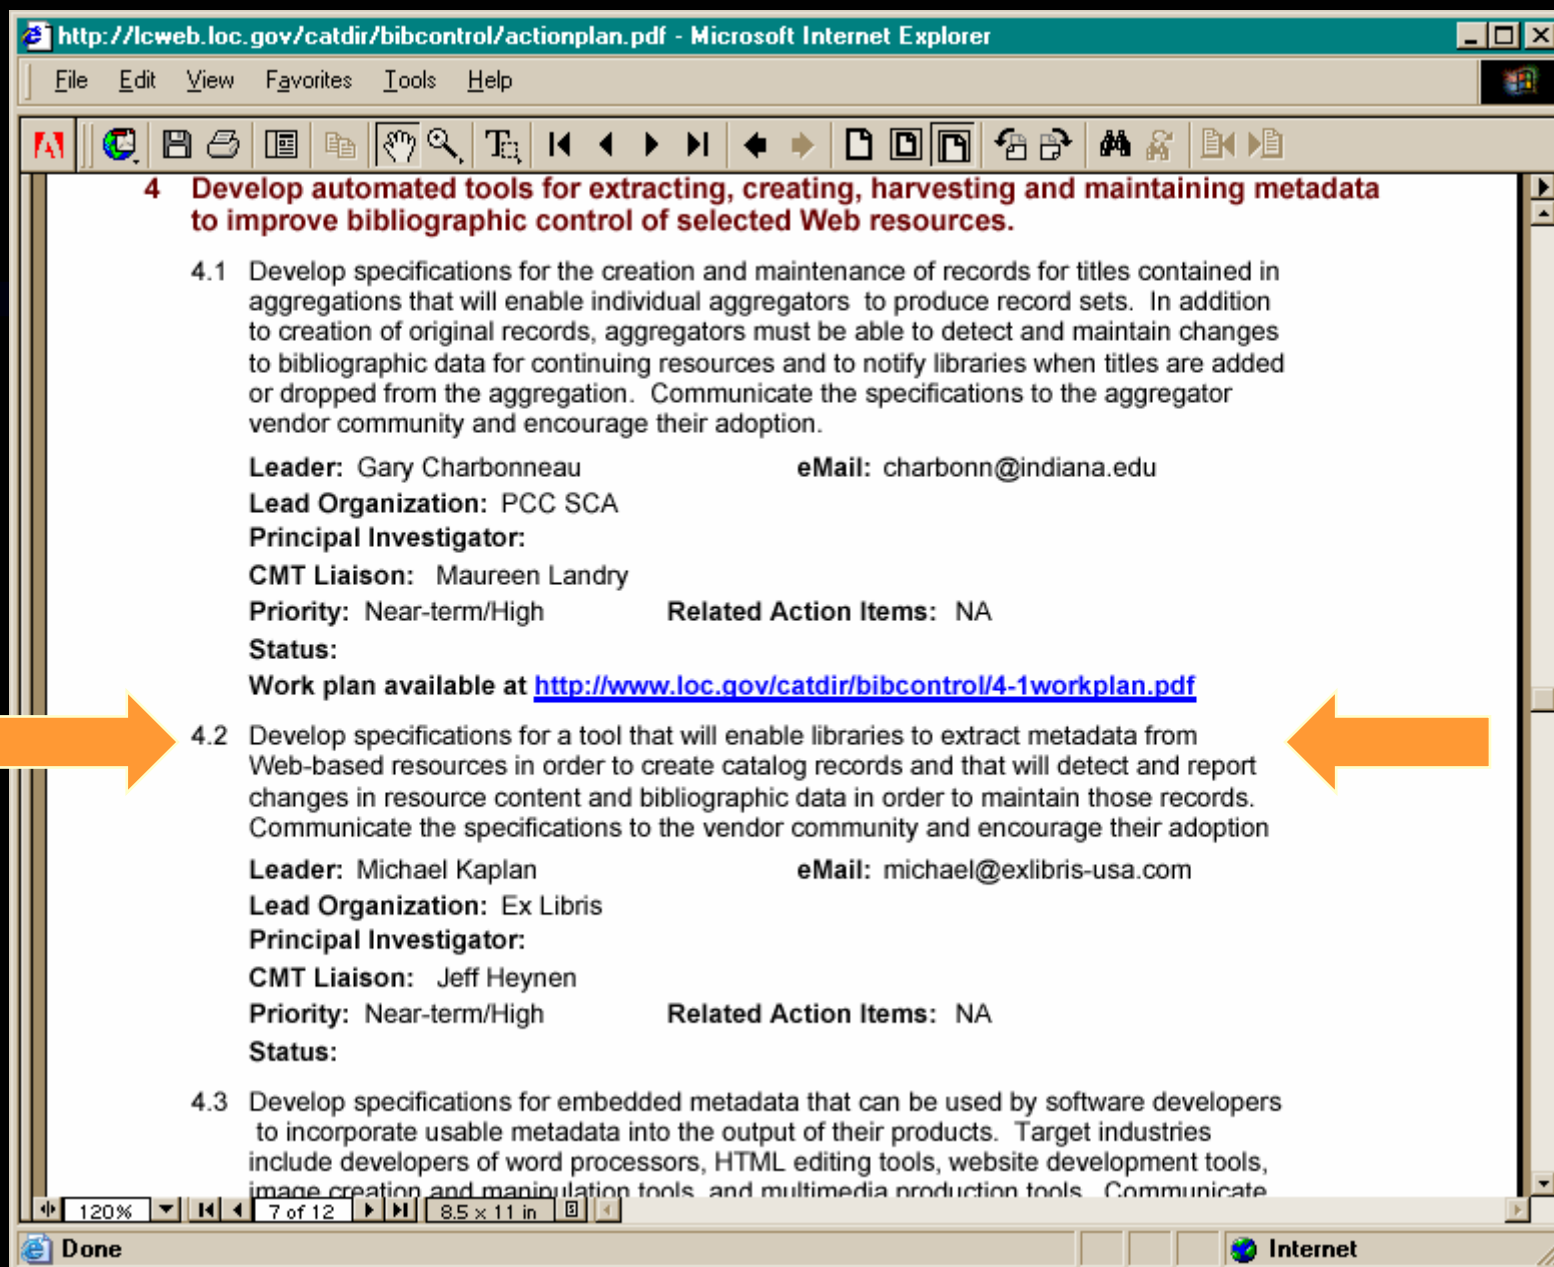 http://lcweb.loc.gov/catdir/bibcontrol/actionplan.pdf - Microsoft Internet Explorer
File Edit View Favorites Tools Help
4 Develop automated tools for extracting, creating, harvesting and maintaining metadata
to improve bibliographic control of selected Web resources.
4.1 Develop specifications for the creation and maintenance of records for titles contained in
aggregations that will enable individual aggregators to produce record sets. In addition
to creation of original records, aggregators must be able to detect and maintain changes
to bibliographic data for continuing resources and to notify libraries when titles are added
or dropped from the aggregation. Communicate the specifications to the aggregator
vendor community and encourage their adoption.
Leader: Gary Charbonneau eMail: charbonn@indiana.edu
Lead Organization: PCC SCA
Principal Investigator:
CMT Liaison: Maureen Landry
Priority: Near-term/High Related Action Items: NA
Status:
Work plan available at http://www.loc.gov/catdir/bibcontrol/4-1workplan.pdf
4.2 Develop specifications for a tool that will enable libraries to extract metadata from
Web-based resources in order to create catalog records and that will detect and report
changes in resource content and bibliographic data in order to maintain those records.
Communicate the specifications to the vendor community and encourage their adoption
Leader: Michael Kaplan eMail: michael@exlibris-usa.com
Lead Organization: Ex Libris
Principal Investigator:
CMT Liaison: Jeff Heynen
Priority: Near-term/High Related Action Items: NA
Status:
4.3 Develop specifications for embedded metadata that can be used by software developers
to incorporate usable metadata into the output of their products. Target industries
include developers of word processors, HTML editing tools, website development tools,
image creation and manipulation tools, and multimedia production tools. Communicate
120% 7 of 12 8.5 x 11 in
Done Internet